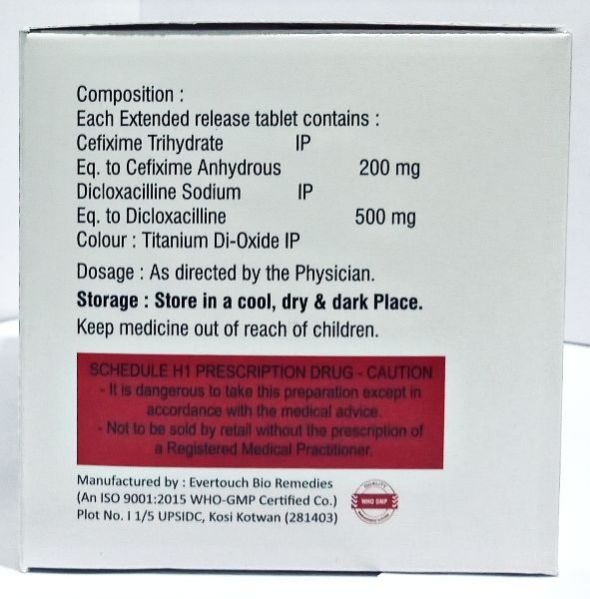 Composition :
Each Extended release tablet contains :
Cefixime Trihydrate IP
Eq. to Cefixime Anhydrous 200 mg
Dicloxacilline Sodium IP
Eq. to Dicloxacilline 500 mg
Colour : Titanium Di-Oxide IP
Dosage : As directed by the Physician.
Storage : Store in a cool, dry & dark Place.
Keep medicine out of reach of children.
SCHEDULE H1 PRESCRIPTION DRUG - CAUTION
- It is dangerous to take this preparation except in
accordance with the medical advice.
- Not to be sold by retail without the prescription of
a Registered Medical Practitioner.
Manufactured by : Evertouch Bio Remedies
(An ISO 9001:2015 WHO-GMP Certified Co.)
Plot No. I 1/5 UPSIDC, Kosi Kotwan (281403)
QUALITY
WHO GMP